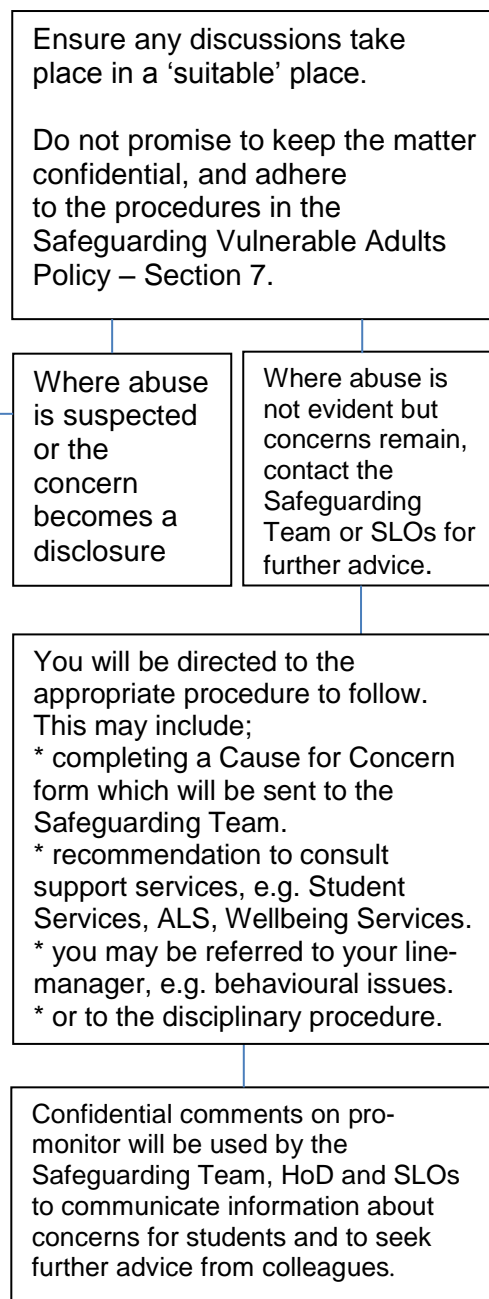 Ensure any discussions take
place in a ‘suitable’ place.
Do not promise to keep the matter
confidential, and adhere
to the procedures in the
Safeguarding Vulnerable Adults
Policy – Section 7.
Where abuse
is suspected
or the
concern
becomes a
disclosure
Where abuse is
not evident but
concerns remain,
contact the
Safeguarding
Team or SLOs for
further advice.
You will be directed to the
appropriate procedure to follow.
This may include;
* completing a Cause for Concern
form which will be sent to the
Safeguarding Team.
* recommendation to consult
support services, e.g. Student
Services, ALS, Wellbeing Services.
* you may be referred to your line-
manager, e.g. behavioural issues.
* or to the disciplinary procedure.
Confidential comments on pro-
monitor will be used by the
Safeguarding Team, HoD and SLOs
to communicate information about
concerns for students and to seek
further advice from colleagues.